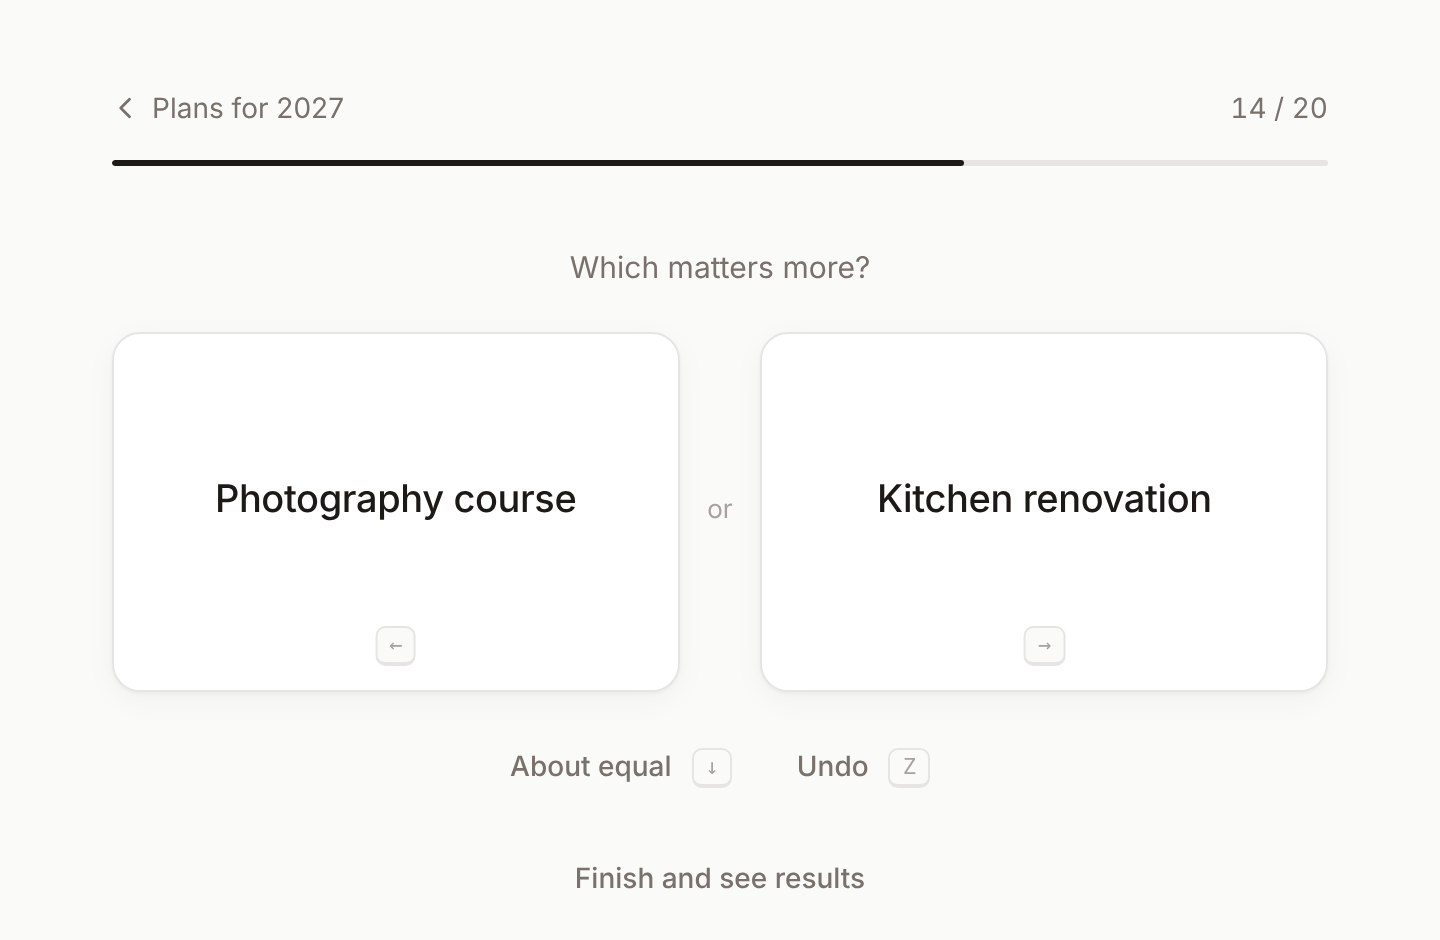 Plans for 2027
14 / 20
Which matters more?
Photography course
or
Kitchen renovation
←
→
About equal ↓
Undo Z
Finish and see results